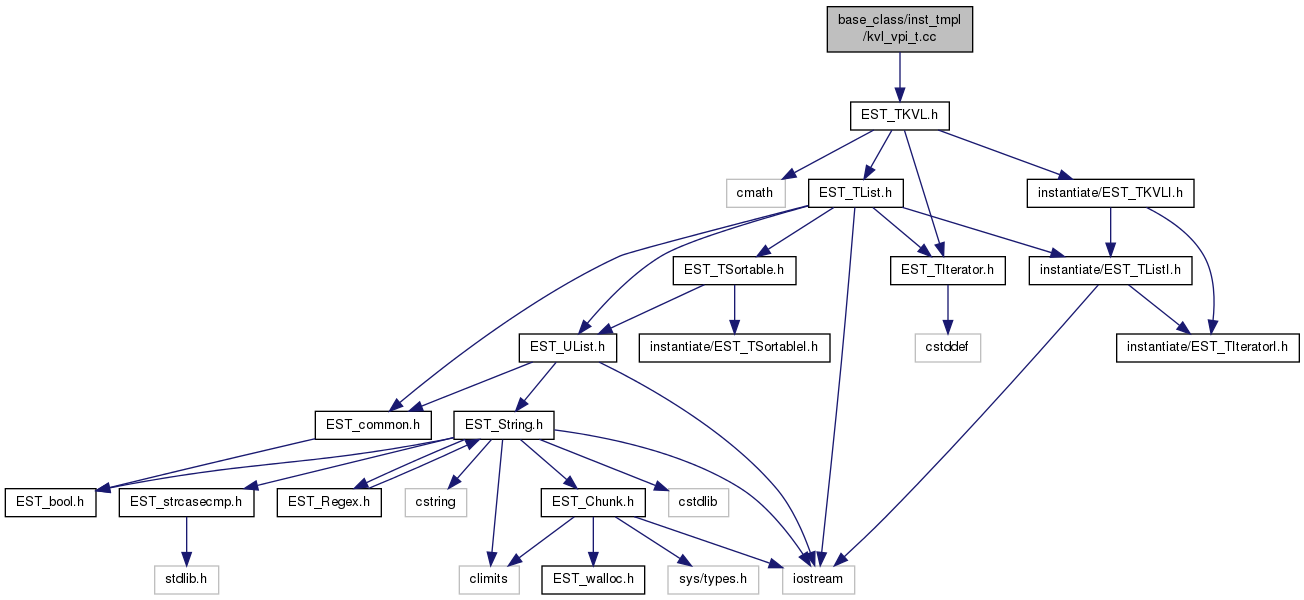 base_class/inst_tmpl
/kvl_vpi_t.cc
EST_TKVL.h
cmath
EST_TList.h
instantiate/EST_TKVLI.h
EST_TSortable.h
EST_TIterator.h
instantiate/EST_TListI.h
EST_UList.h
instantiate/EST_TSortableI.h
cstddef
instantiate/EST_TIteratorI.h
EST_common.h
EST_String.h
EST_bool.h
EST_strcasecmp.h
EST_Regex.h
cstring
EST_Chunk.h
cstdlib
stdlib.h
climits
EST_walloc.h
sys/types.h
iostream